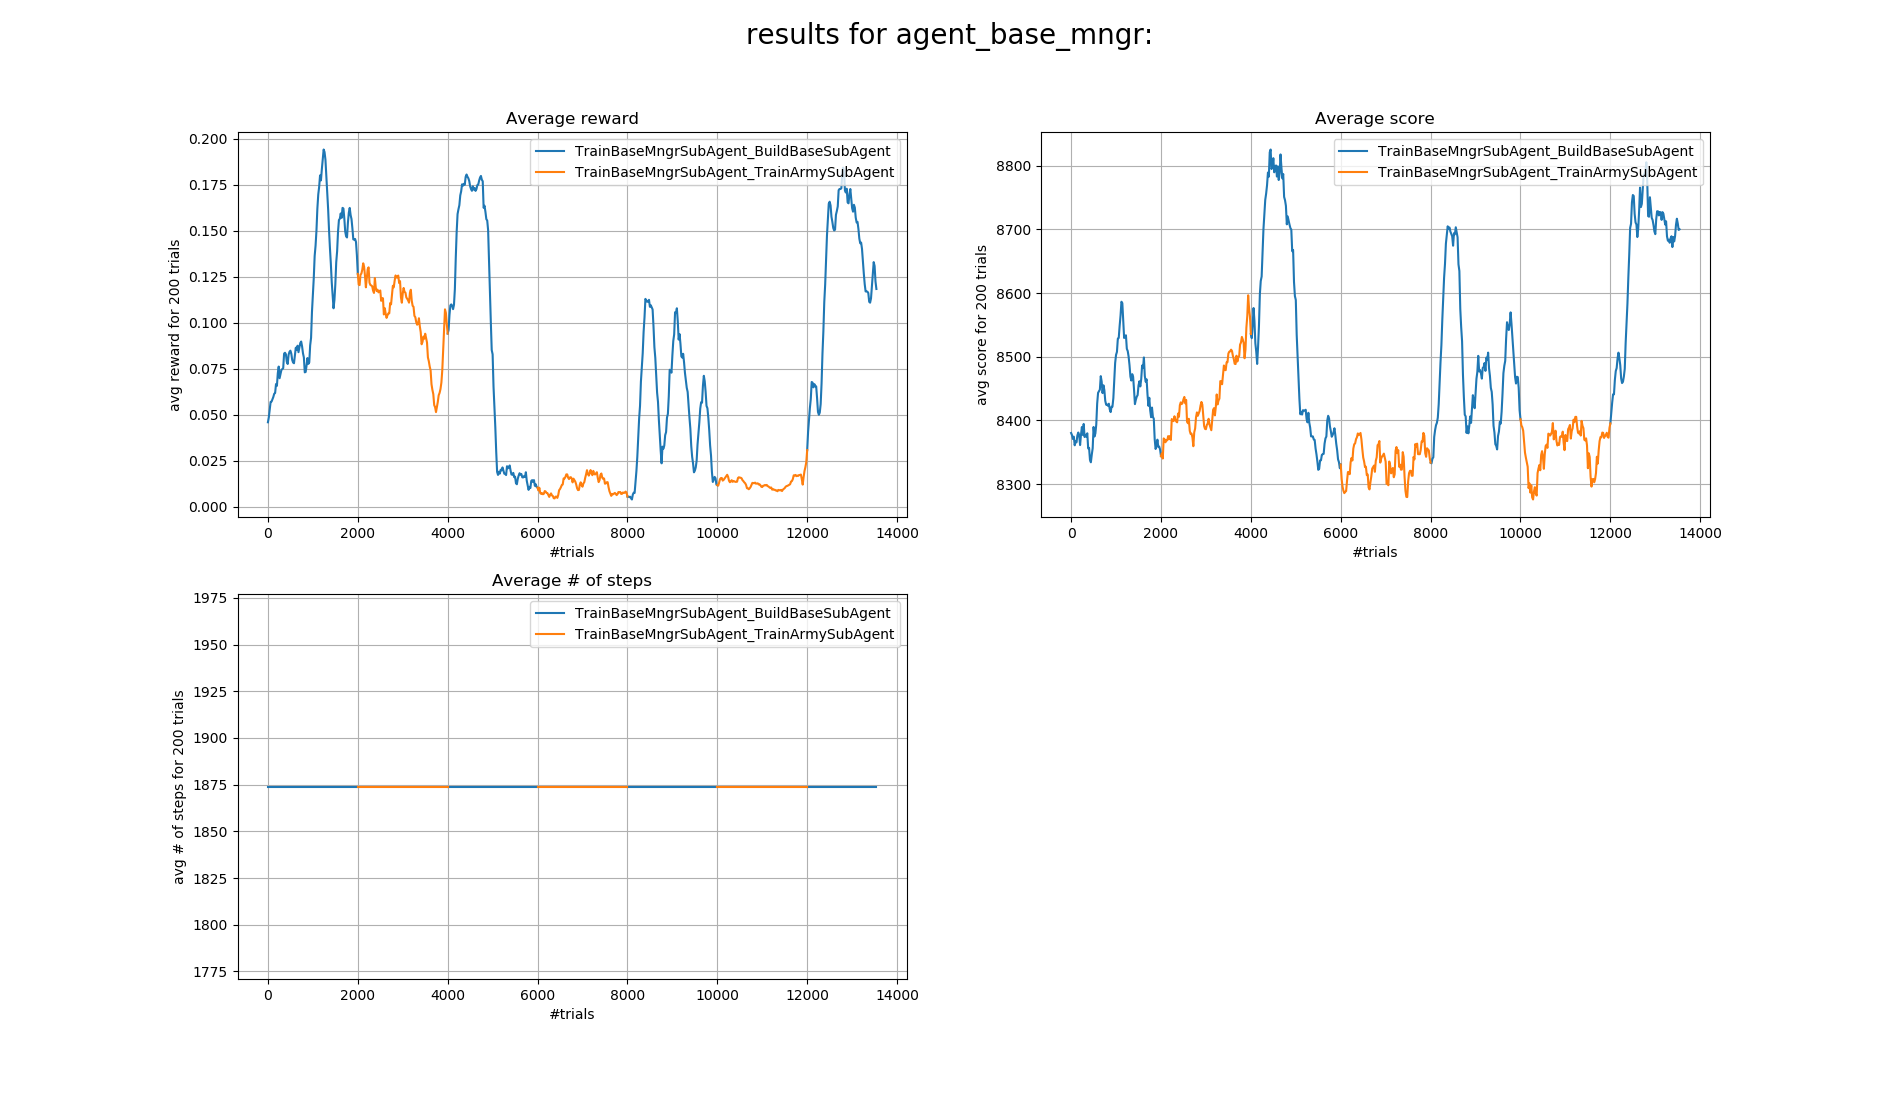 results for agent_base_mngr:
Average reward
avg reward for 200 trials
0.200
0.175
0.150
0.125
0.100
0.075
0.050
0.025
0.000
TrainBaseMngrSubAgent_BuildBaseSubAgent
TrainBaseMngrSubAgent_TrainArmySubAgent
0 2000 4000 6000 8000 10000 12000 14000
#trials
Average score
avg score for 200 trials
8800
8700
8600
8500
8400
8300
TrainBaseMngrSubAgent_BuildBaseSubAgent
TrainBaseMngrSubAgent_TrainArmySubAgent
0 2000 4000 6000 8000 10000 12000 14000
#trials
Average # of steps
avg # of steps for 200 trials
1975
1950
1925
1900
1875
1850
1825
1800
1775
TrainBaseMngrSubAgent_BuildBaseSubAgent
TrainBaseMngrSubAgent_TrainArmySubAgent
0 2000 4000 6000 8000 10000 12000 14000
#trials